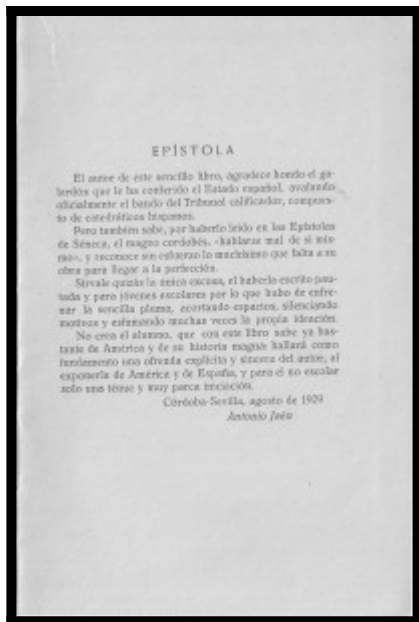 EPÍSTOLA
El autor de este sencillo libro, agradece hondo el ga-
lardón que le ha conferido el Estado español, avalando
oficialmente el bando del Tribunal calificador, compues-
to de catedráticos hispanos.
Pero también sabe, por haberlo leído en las Epístolas
de Séneca, el magno cordobés, «hablarse mal de si mis-
mo», y reconoce sin esfuerzo lo muchísimo que falta a su
obra para llegar a la perfección.
Sírvale quizás la única excusa, el haberlo escrito pau-
sada y para jóvenes escolares por lo que hubo de enfre-
nar la sencilla pluma, acortando espacios, silenciando
motivos y esfumando muchas veces la propia ideación.
No crea el alumno, que con este libro sabe ya bas-
tante de América y de su historia magna hallará como
fundamento una ofrenda explícita y sincera del autor, al
exponerla de América y de España, y para el no escolar
solo una tenue y muy parca iniciación.
Córdoba-Sevilla, agosto de 1929
Antonio Jaén